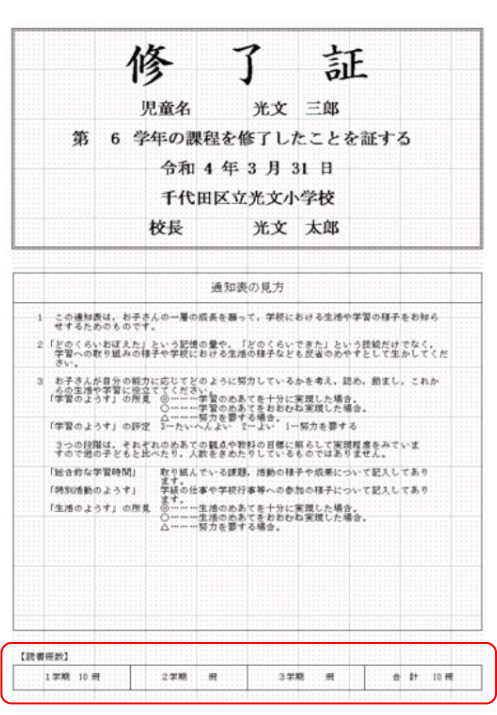 修了証
児童名 光文 三郎
第 6 学年の課程を修了したことを証する
令和 4 年 3 月 31 日
千代田区立光文小学校
校長 光文 太郎
通知表の見方
1 この通知表は、お子さんの一層の成長を願って、学校における生活や学習の様子をお知ら
せするためのものです。
2 「どのくらいおぼえた」という記憶の量や、「どのくらいできた」という技能だけでなく、
学習への取り組みの様子や学校における生活の様子なども反省のめやすとして生かしてくだ
さい。
3 お子さんが自分の能力に応じてどのように努力しているかを考え、認め、励まし、これか
らの生活や学習に役立ててください。
「学習のようす」の所見 ◎┄┄┄学習のめあてを十分に実現した場合。
○┄┄┄学習のめあてをおおむね実現した場合。
△┄┄┄努力を要する場合。
「学習のようす」の評定 3─たいへんよい 2─よい 1─努力を要する
3つの段階は、それぞれのめあての観点や教科の目標に照らして実現程度をみていま
すので他の子どもと比べたり、人数をきめたりしているものではありません。
「総合的な学習時間」 取り組んでいる課題、活動の様子や成果について記入してあり
ます。
「特別活動のようす」 学級の仕事や学校行事等への参加の様子について記入してあり
ます。
「生活のようす」の所見 ◎┄┄┄生活のめあてを十分に実現した場合。
○┄┄┄生活のめあてをおおむね実現した場合。
△┄┄┄努力を要する場合。
【読書冊数】
1学期 10 冊 2学期 冊 3学期 冊 合 計 10 冊